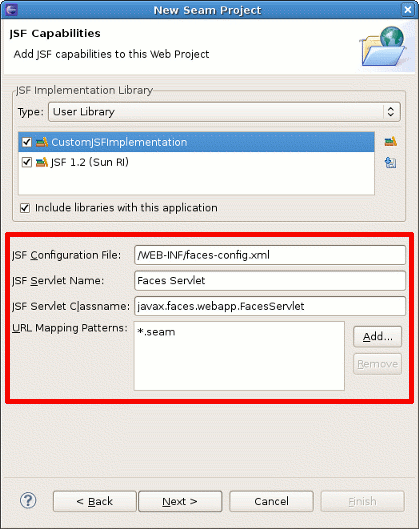 New Seam Project
JSF Capabilities
Add JSF capabilities to this Web Project
JSF Implementation Library
Type: User Library
CustomJSFImplementation
JSF 1.2 (Sun RI)
Include libraries with this application
JSF Configuration File: /WEB-INF/faces-config.xml
JSF Servlet Name: Faces Servlet
JSF Servlet Classname: javax.faces.webapp.FacesServlet
URL Mapping Patterns: *.seam
Add...
Remove
? < Back Next > Cancel Finish